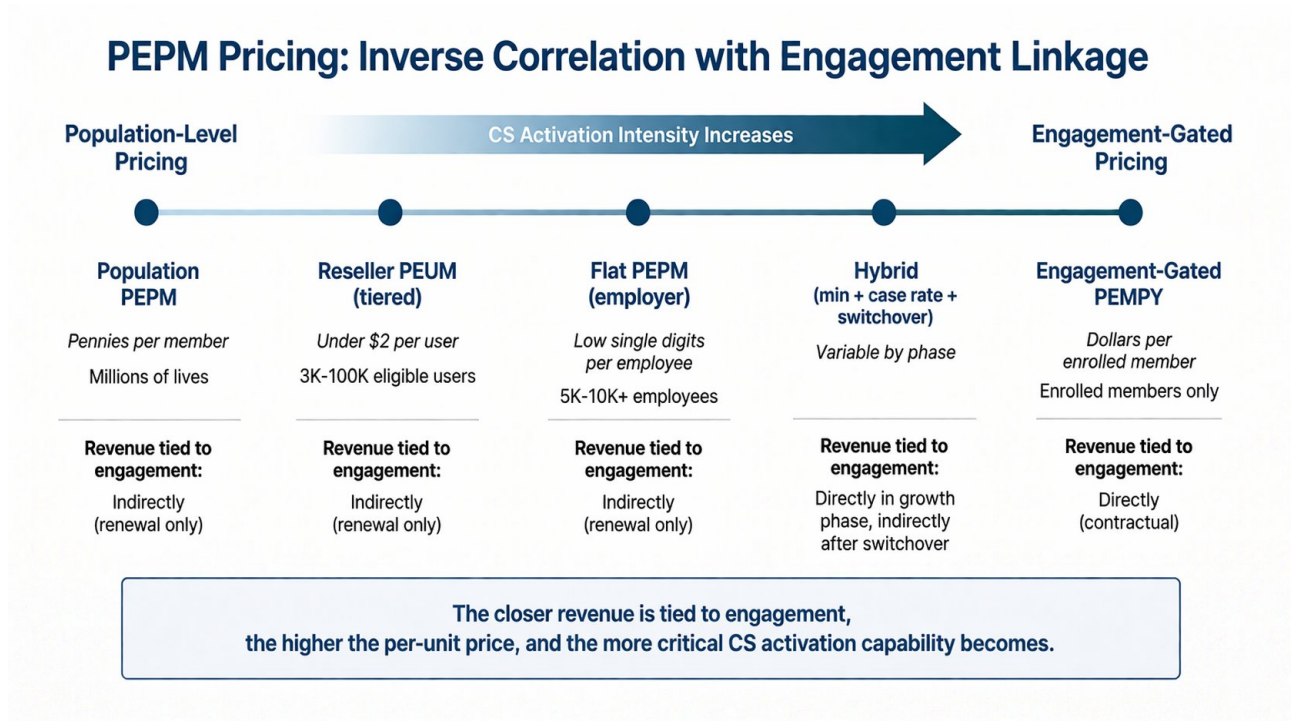 PEPM Pricing: Inverse Correlation with Engagement Linkage
Population-Level
Pricing
CS Activation Intensity Increases
Engagement-Gated
Pricing
Population
PEPM
Pennies per member
Millions of lives
Revenue tied to
engagement:
Indirectly
(renewal only)
Reseller PEUM
(tiered)
Under $2 per user
3K-100K eligible users
Revenue tied to
engagement:
Indirectly
(renewal only)
Flat PEPM
(employer)
Low single digits
per employee
5K-10K+ employees
Revenue tied to
engagement:
Indirectly
(renewal only)
Hybrid
(min + case rate +
switchover)
Variable by phase
Revenue tied to
engagement:
Directly in growth
phase, indirectly
after switchover
Engagement-Gated
PEMPY
Dollars per
enrolled member
Enrolled members only
Revenue tied to
engagement:
Directly
(contractual)
The closer revenue is tied to engagement,
the higher the per-unit price, and the more critical CS activation capability becomes.